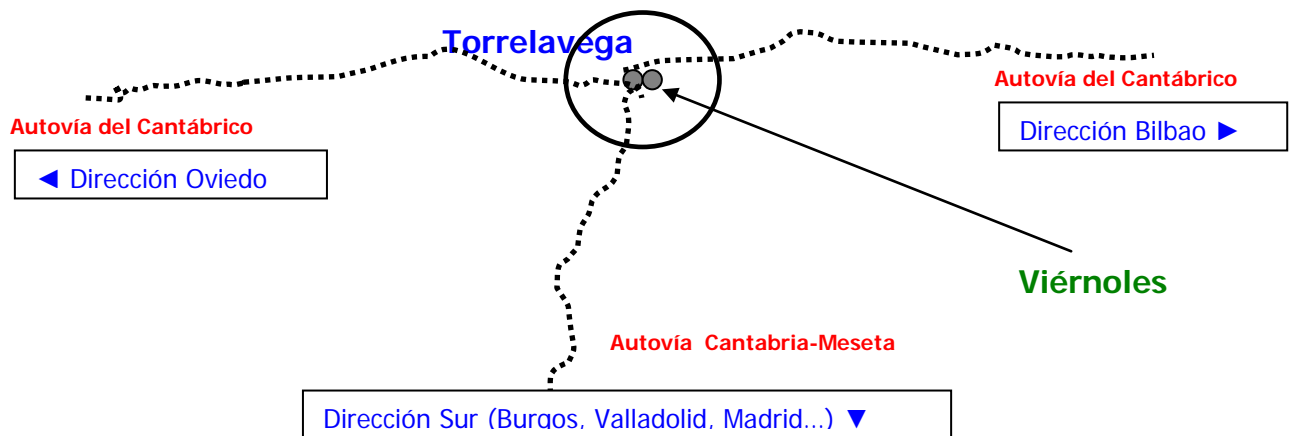 Torrelavega
Autovía del Cantábrico
Autovía del Cantábrico
Dirección Bilbao ►
◄ Dirección Oviedo
Viérnoles
Autovía Cantabria-Meseta
Dirección Sur (Burgos, Valladolid, Madrid...) ▼